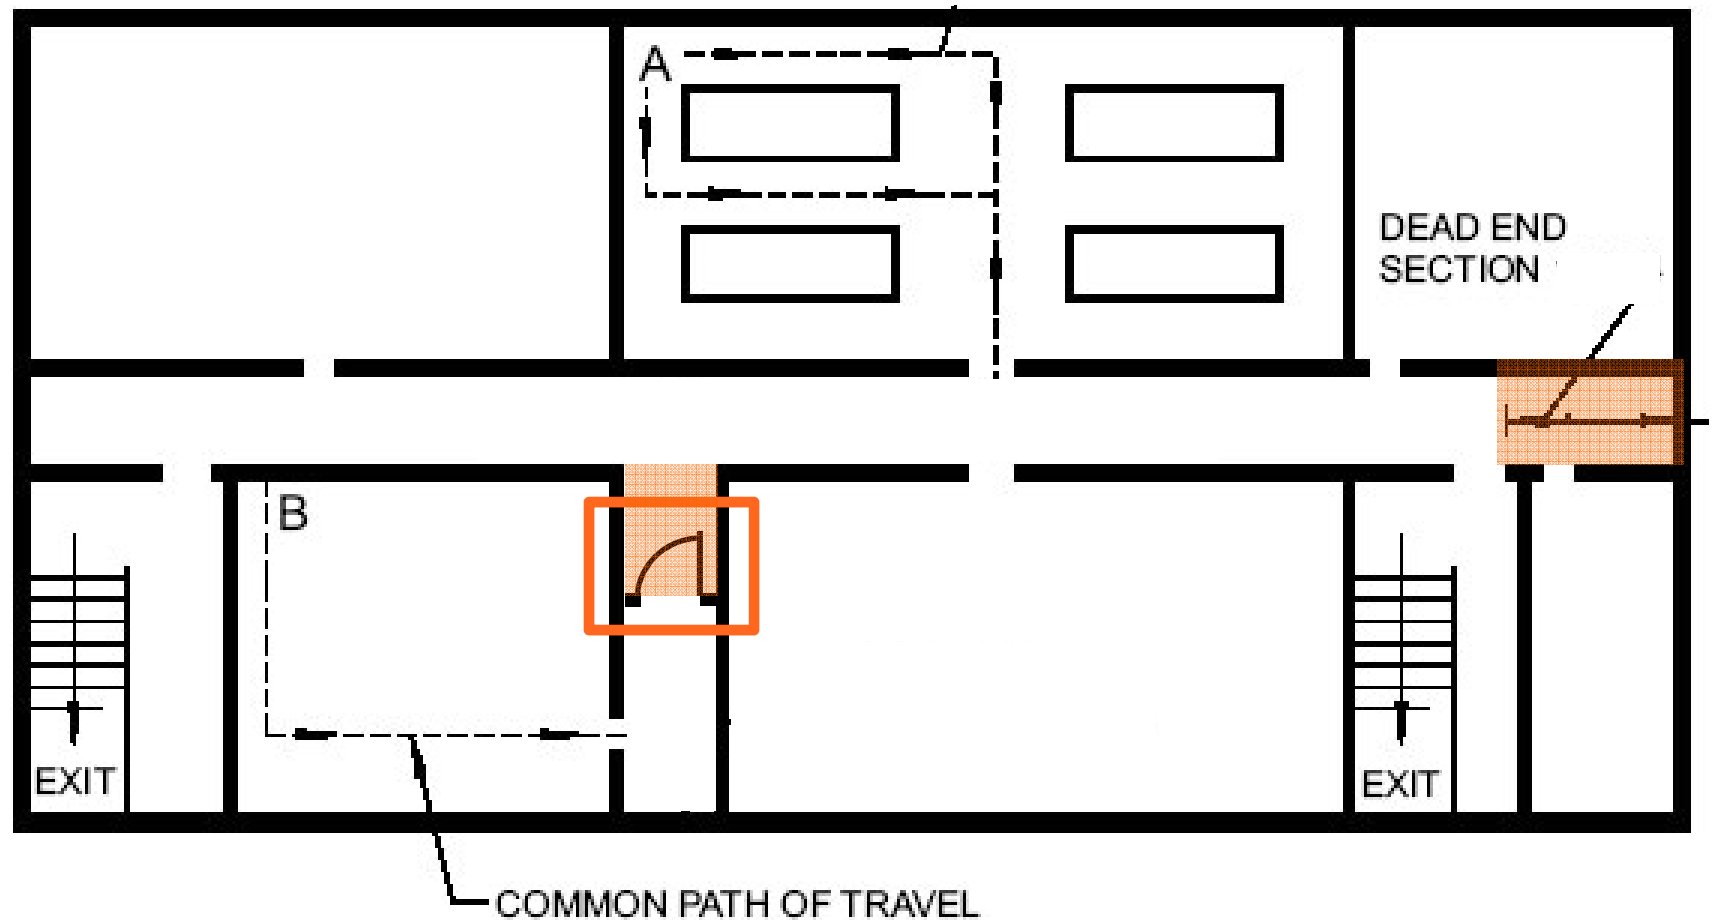 A
DEAD END
SECTION
B
EXIT
EXIT
COMMON PATH OF TRAVEL